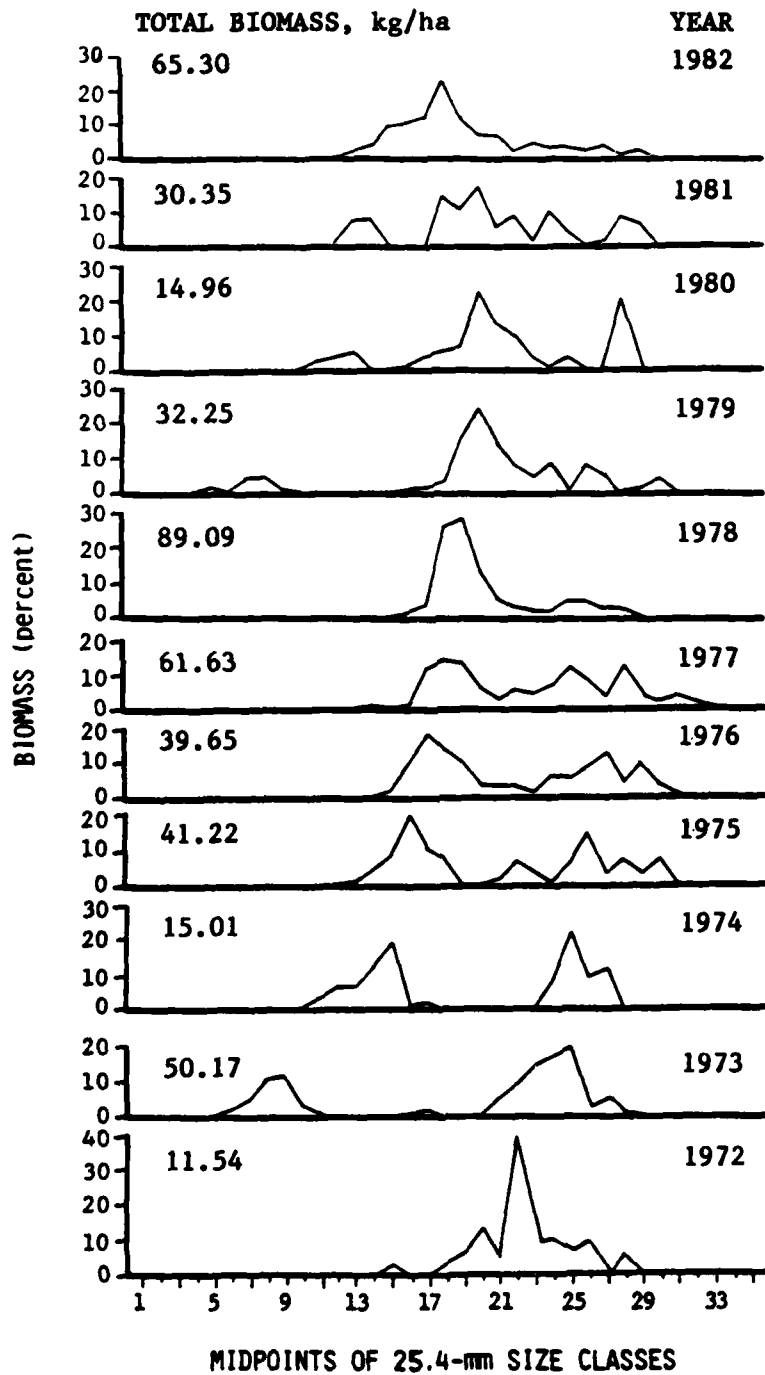 TOTAL BIOMASS, kg/ha YEAR
30 65.30 1982
20
10
0
20 30.35 1981
10
0
30 14.96 1980
20
10
0
30 32.25 1979
20
10
0
30 89.09 1978
20
10
0
20 61.63 1977
10
0
20 39.65 1976
10
0
20 41.22 1975
10
0
30 15.01 1974
20
10
0
20 50.17 1973
10
0
40 11.54 1972
30
20
10
0
BIOMASS (percent)
1 5 9 13 17 21 25 29 33
MIDPOINTS OF 25.4-mm SIZE CLASSES